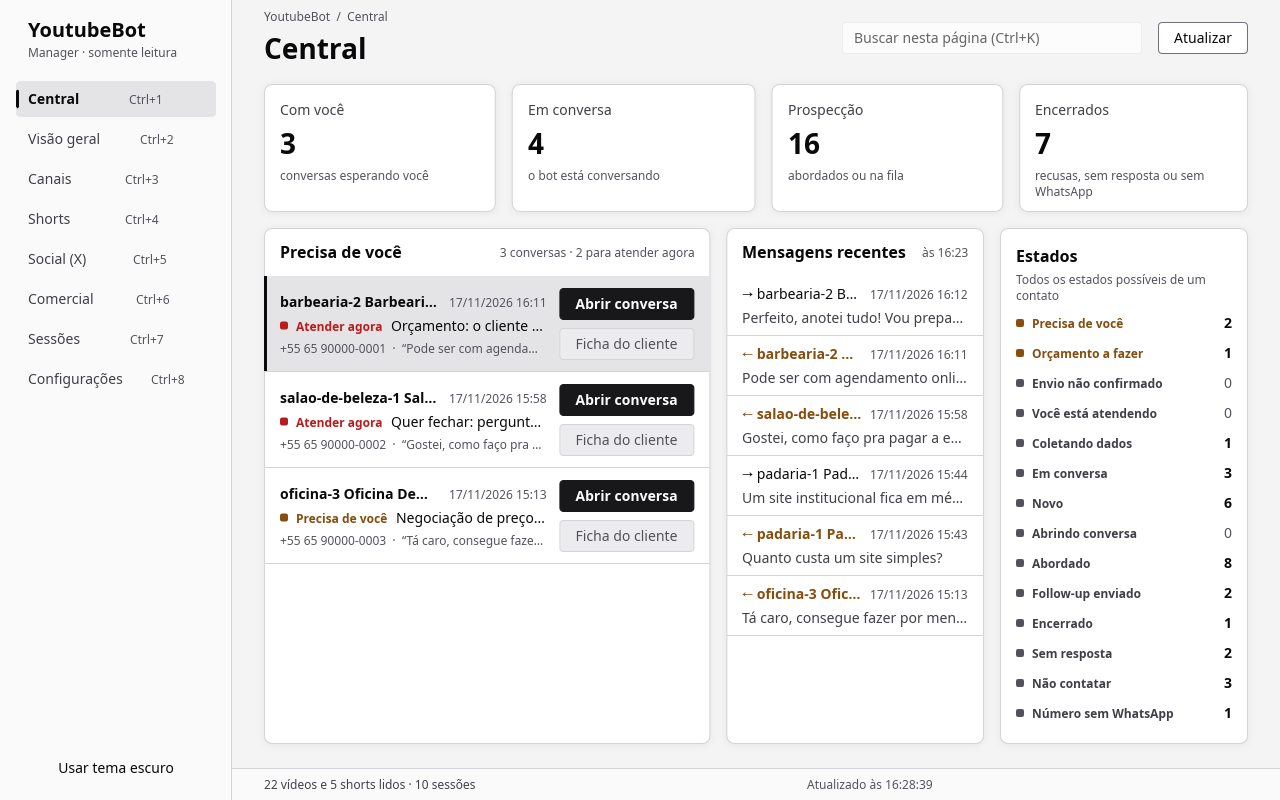 YoutubeBot
Manager · somente leitura
Central Ctrl+1
Visão geral Ctrl+2
Canais Ctrl+3
Shorts Ctrl+4
Social (X) Ctrl+5
Comercial Ctrl+6
Sessões Ctrl+7
Configurações Ctrl+8
Usar tema escuro
YoutubeBot / Central
Central
Buscar nesta página (Ctrl+K)
Atualizar
Com você
3
conversas esperando você
Em conversa
4
o bot está conversando
Prospecção
16
abordados ou na fila
Encerrados
7
recusas, sem resposta ou sem
WhatsApp
Precisa de você 3 conversas · 2 para atender agora
barbearia-2 Barbeari... 17/11/2026 16:11
Atender agora Orçamento: o cliente ...
+55 65 90000-0001 · “Pode ser com agenda...
Abrir conversa
Ficha do cliente
salao-de-beleza-1 Sal... 17/11/2026 15:58
Atender agora Quer fechar: pergunt...
+55 65 90000-0002 · “Gostei, como faço pra ...
Abrir conversa
Ficha do cliente
oficina-3 Oficina De... 17/11/2026 15:13
Precisa de você Negociação de preço...
+55 65 90000-0003 · “Tá caro, consegue faze...
Abrir conversa
Ficha do cliente
Mensagens recentes às 16:23
→ barbearia-2 B... 17/11/2026 16:12
Perfeito, anotei tudo! Vou prepa...
← barbearia-2 ... 17/11/2026 16:11
Pode ser com agendamento onli...
← salao-de-bele... 17/11/2026 15:58
Gostei, como faço pra pagar a e...
→ padaria-1 Pad... 17/11/2026 15:44
Um site institucional fica em mé...
← padaria-1 Pa... 17/11/2026 15:43
Quanto custa um site simples?
← oficina-3 Ofic... 17/11/2026 15:13
Tá caro, consegue fazer por men...
Estados
Todos os estados possíveis de um
contato
Precisa de você 2
Orçamento a fazer 1
Envio não confirmado 0
Você está atendendo 0
Coletando dados 1
Em conversa 3
Novo 6
Abrindo conversa 0
Abordado 8
Follow-up enviado 2
Encerrado 1
Sem resposta 2
Não contatar 3
Número sem WhatsApp 1
22 vídeos e 5 shorts lidos · 10 sessões
Atualizado às 16:28:39